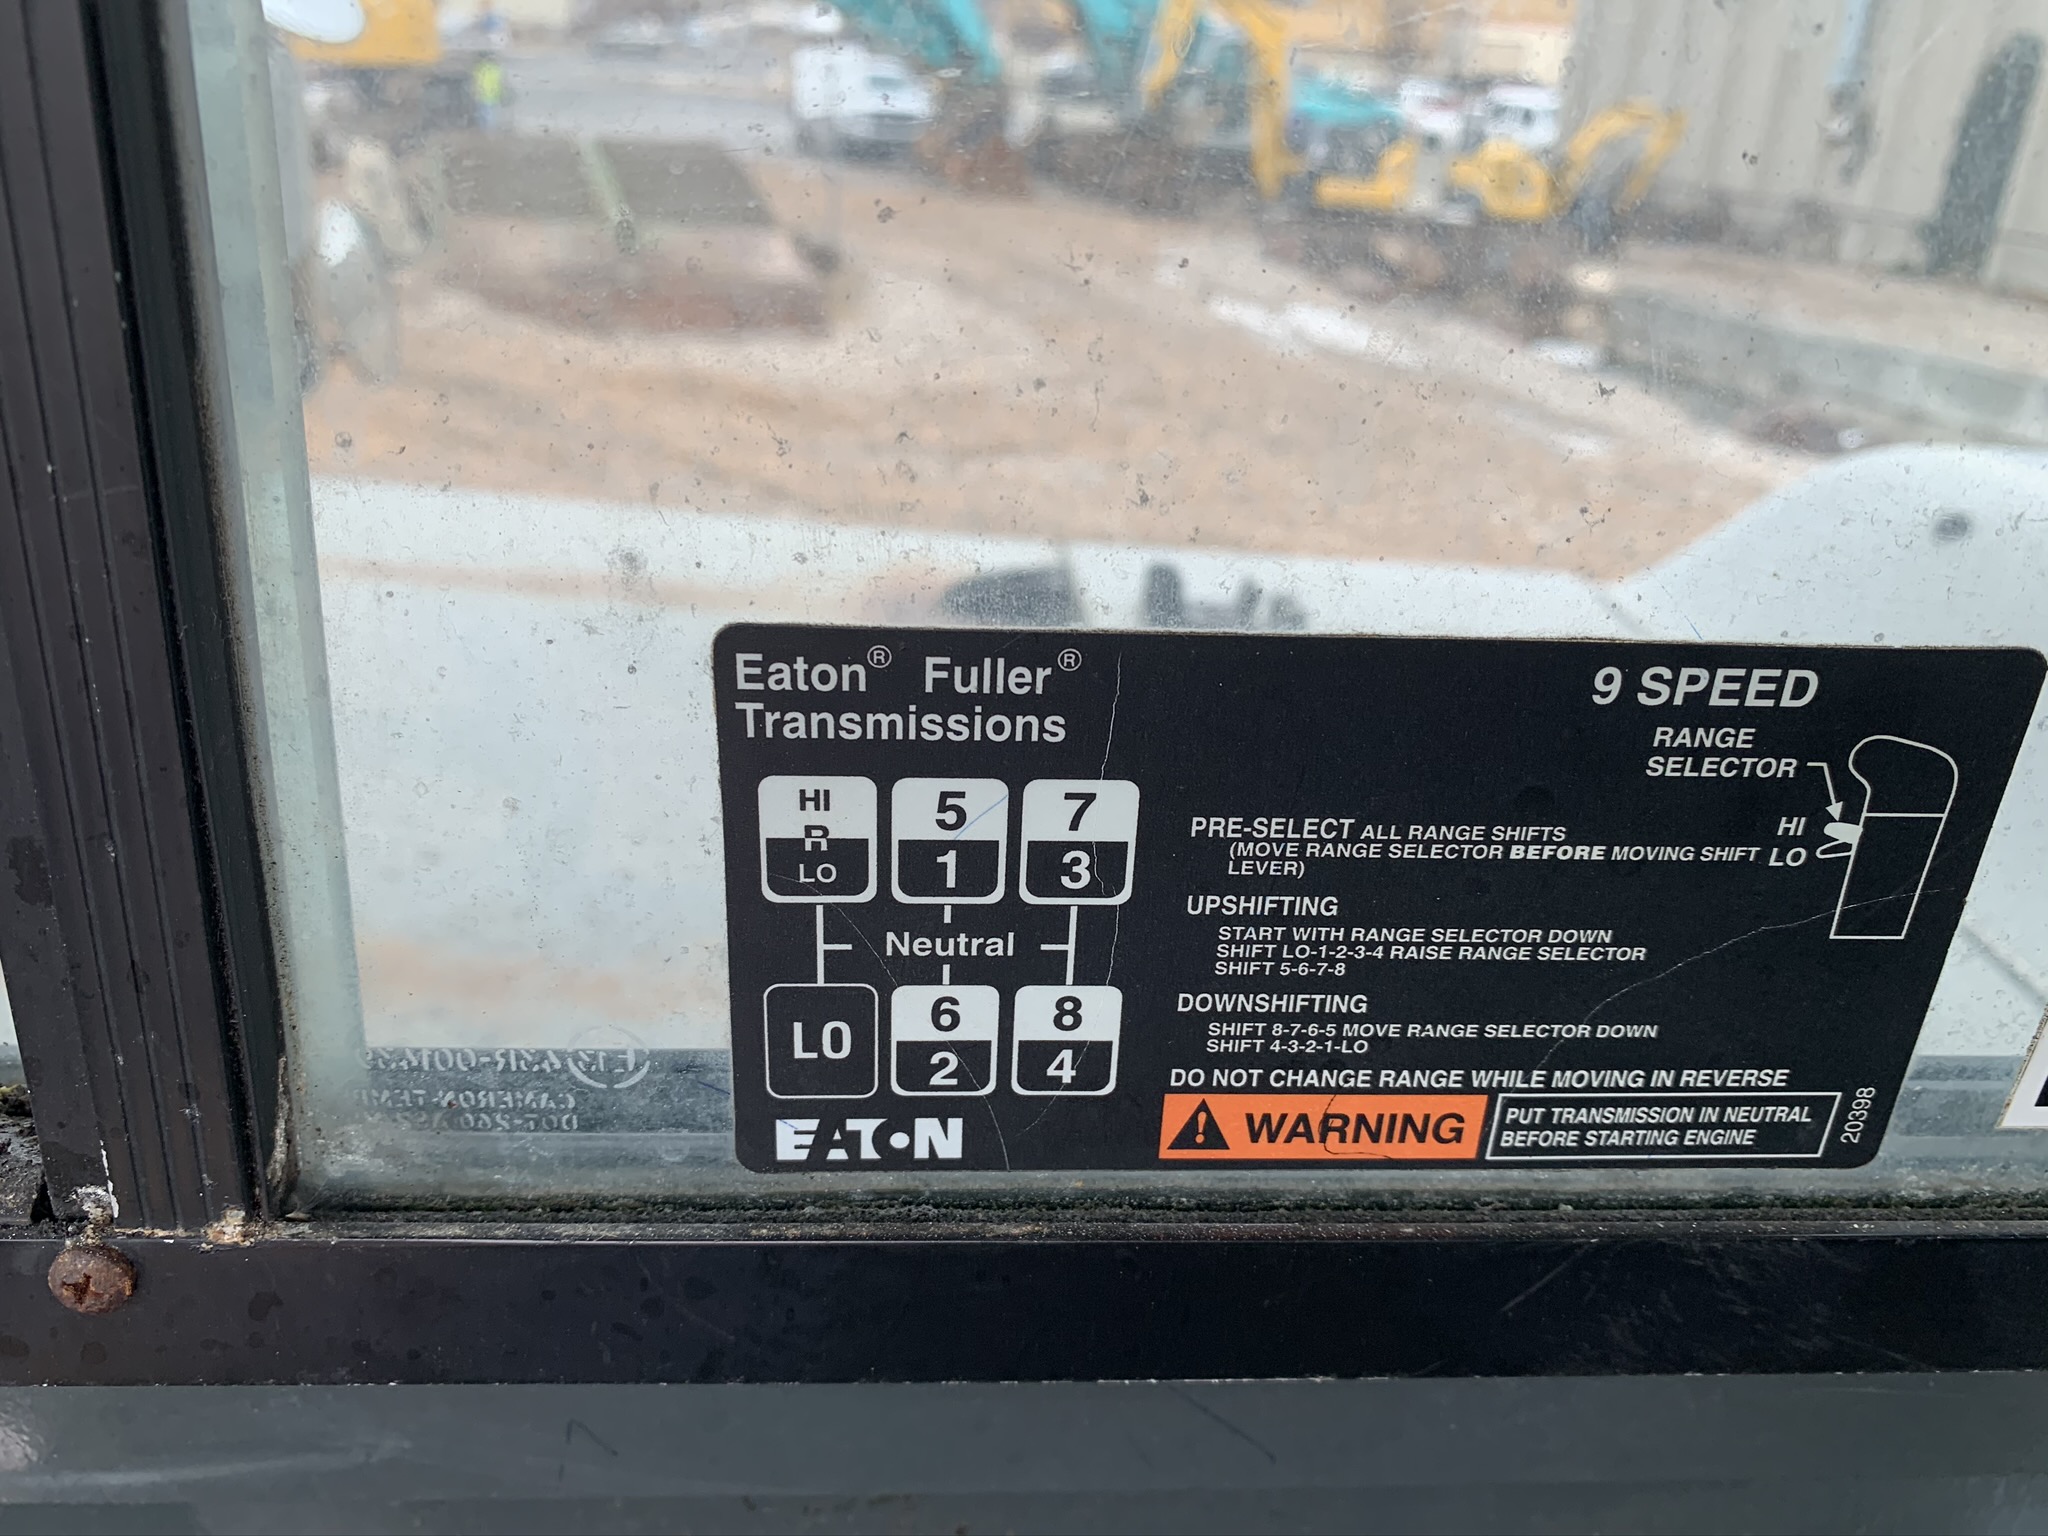 Eaton® Fuller®
Transmissions
9 SPEED
RANGE
SELECTOR
HI
LO
HI
R
LO
5
1
7
3
Neutral
LO
6
2
8
4
EATON
PRE-SELECT ALL RANGE SHIFTS
(MOVE RANGE SELECTOR BEFORE MOVING SHIFT
LEVER)
UPSHIFTING
START WITH RANGE SELECTOR DOWN
SHIFT LO-1-2-3-4 RAISE RANGE SELECTOR
SHIFT 5-6-7-8
DOWNSHIFTING
SHIFT 8-7-6-5 MOVE RANGE SELECTOR DOWN
SHIFT 4-3-2-1-LO
DO NOT CHANGE RANGE WHILE MOVING IN REVERSE
WARNING
PUT TRANSMISSION IN NEUTRAL
BEFORE STARTING ENGINE
20398
CAMERON